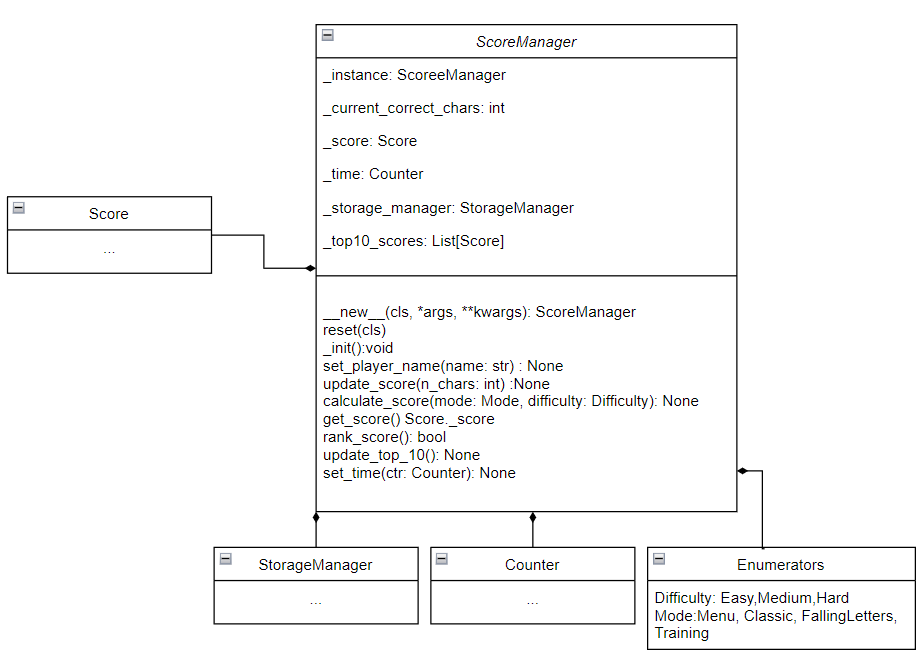 ScoreManager
_instance: ScoreeManager
_current_correct_chars: int
_score: Score
_time: Counter
_storage_manager: StorageManager
_top10_scores: List[Score]
Score
...
__new__(cls, *args, **kwargs): ScoreManager
reset(cls)
_init():void
set_player_name(name: str) : None
update_score(n_chars: int) :None
calculate_score(mode: Mode, difficulty: Difficulty): None
get_score() Score._score
rank_score(): bool
update_top_10(): None
set_time(ctr: Counter): None
StorageManager
...
Counter
...
Enumerators
Difficulty: Easy,Medium,Hard
Mode:Menu, Classic, FallingLetters,
Training